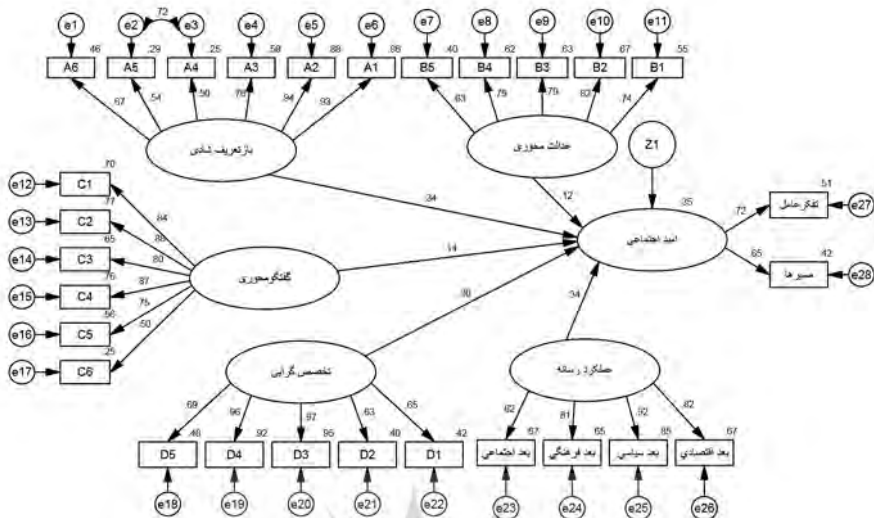 .72
e1 e2 e3 e4 e5 e6 e7 e8 e9 e10 e11
.46 .29 .25 .58 .88 .86 .40 .62 .63 .67 .55
A6 A5 A4 A3 A2 A1 B5 B4 B3 B2 B1
.67 .54 .50 .76 .94 .93 .63 .79 .79 .82 .74
بازتعریف شادی عدالت محوری Z1
.70
e12 C1 .34 .12 .35 .51
.77 .84 تفکرعامل e27
e13 C2 .88 .72
.65 امید اجتماعی
e14 C3 .80 .14 .65 .42
.76 گفتگومحوری مسیرها e28
e15 C4 .87
.56 .75 .34
e16 C5 .50
.25
e17 C6
تخصص گرایی عملکرد رسانه
.69 .96 .97 .63 .65 .82 .81 .92 .82
.48 .92 .95 .40 .42 .67 .65 .85 .67
D5 D4 D3 D2 D1 بعد اجتماعی بعد فرهنگی بعد سیاسی بعد اقتصادی
e18 e19 e20 e21 e22 e23 e24 e25 e26